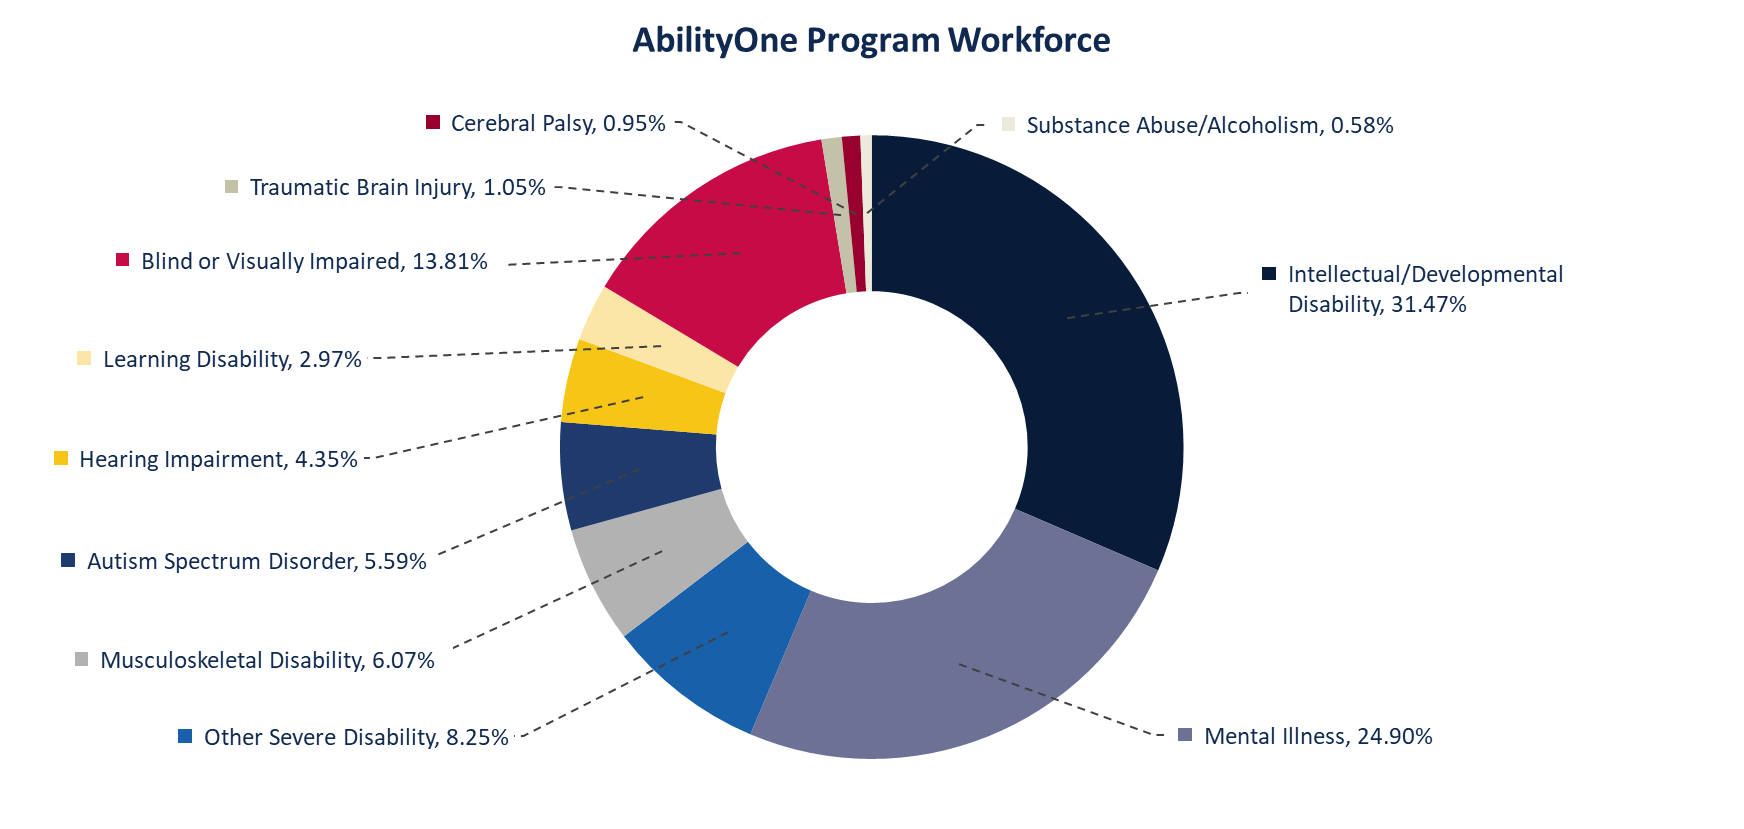 AbilityOne Program Workforce
Cerebral Palsy, 0.95%
Substance Abuse/Alcoholism, 0.58%
Traumatic Brain Injury, 1.05%
Blind or Visually Impaired, 13.81%
Intellectual/Developmental
Disability, 31.47%
Learning Disability, 2.97%
Hearing Impairment, 4.35%
Autism Spectrum Disorder, 5.59%
Musculoskeletal Disability, 6.07%
Other Severe Disability, 8.25%
Mental Illness, 24.90%